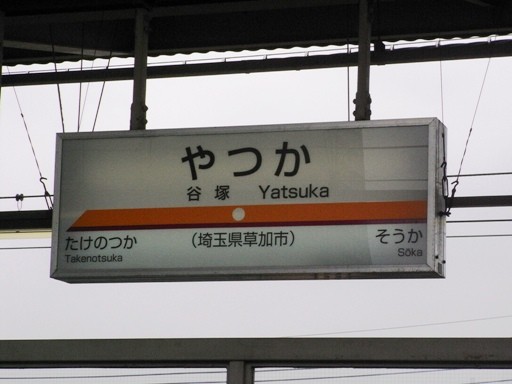 やつか
谷塚 Yatsuka
たけのつか (埼玉県草加市) そうか
Takenotsuka Sōka